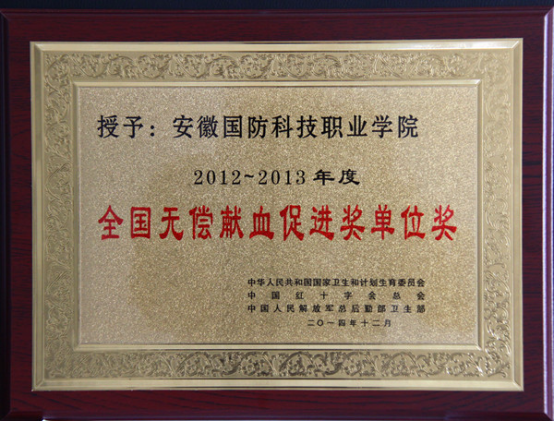 授予：安徽国防科技职业学院
2012~2013年度
全国无偿献血促进奖单位奖
中华人民共和国国家卫生和计划生育委员会
中国红十字会总会
中国人民解放军总后勤部卫生部
二〇一四年十二月